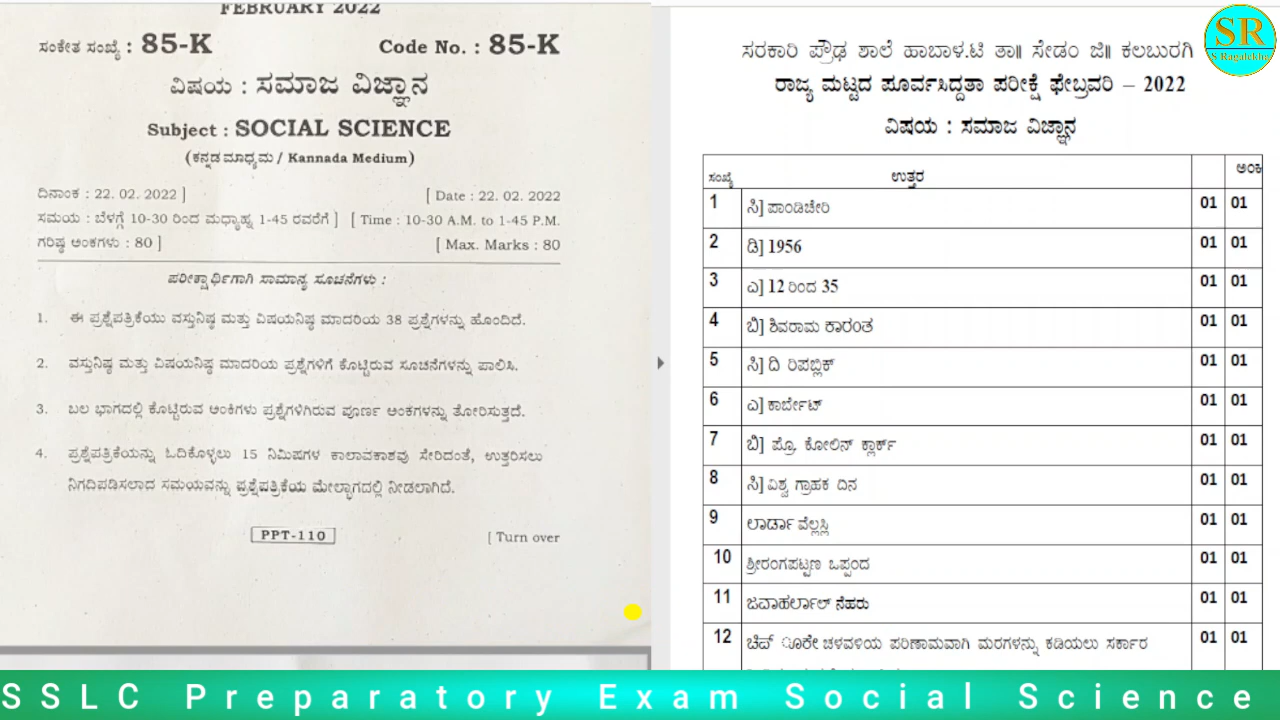 FEBRUARY 2022
ಸಂಕೇತ ಸಂಖ್ಯೆ : 85-K Code No. : 85-K
ವಿಷಯ : ಸಮಾಜ ವಿಜ್ಞಾನ
Subject : SOCIAL SCIENCE
(ಕನ್ನಡ ಮಾಧ್ಯಮ / Kannada Medium)
ದಿನಾಂಕ : 22. 02. 2022 ] [ Date : 22. 02. 2022
ಸಮಯ : ಬೆಳಗ್ಗೆ 10-30 ರಿಂದ ಮಧ್ಯಾಹ್ನ 1-45 ರವರೆಗೆ ] [ Time : 10-30 A.M. to 1-45 P.M.
ಗರಿಷ್ಠ ಅಂಕಗಳು : 80 ] [ Max. Marks : 80
ಪರೀಕ್ಷಾರ್ಥಿಗಾಗಿ ಸಾಮಾನ್ಯ ಸೂಚನೆಗಳು :
1. ಈ ಪ್ರಶ್ನೆಪತ್ರಿಕೆಯು ವಸ್ತುನಿಷ್ಠ ಮತ್ತು ವಿಷಯನಿಷ್ಠ ಮಾದರಿಯ 38 ಪ್ರಶ್ನೆಗಳನ್ನು ಹೊಂದಿದೆ.
2. ವಸ್ತುನಿಷ್ಠ ಮತ್ತು ವಿಷಯನಿಷ್ಠ ಮಾದರಿಯ ಪ್ರಶ್ನೆಗಳಿಗೆ ಕೊಟ್ಟಿರುವ ಸೂಚನೆಗಳನ್ನು ಪಾಲಿಸಿ.
3. ಬಲ ಭಾಗದಲ್ಲಿ ಕೊಟ್ಟಿರುವ ಅಂಕಿಗಳು ಪ್ರಶ್ನೆಗಳಿಗಿರುವ ಪೂರ್ಣ ಅಂಕಗಳನ್ನು ತೋರಿಸುತ್ತದೆ.
4. ಪ್ರಶ್ನೆಪತ್ರಿಕೆಯನ್ನು ಓದಿಕೊಳ್ಳಲು 15 ನಿಮಿಷಗಳ ಕಾಲಾವಕಾಶವು ಸೇರಿದಂತೆ, ಉತ್ತರಿಸಲು
ನಿಗದಿಪಡಿಸಲಾದ ಸಮಯವನ್ನು ಪ್ರಶ್ನೆಪತ್ರಿಕೆಯ ಮೇಲ್ಭಾಗದಲ್ಲಿ ನೀಡಲಾಗಿದೆ.
PPT-110 [ Turn over
SR
S Ragalekha
ಸರಕಾರಿ ಪ್ರೌಢ ಶಾಲೆ ಹಾಬಾಳ.ಟಿ ತಾ॥ ಸೇಡಂ ಜಿ॥ ಕಲಬುರಗಿ
ರಾಜ್ಯ ಮಟ್ಟದ ಪೂರ್ವಸಿದ್ದತಾ ಪರೀಕ್ಷೆ ಫೇಬ್ರವರಿ – 2022
ವಿಷಯ : ಸಮಾಜ ವಿಜ್ಞಾನ
ಸಂಖ್ಯೆ ಉತ್ತರ ಅಂಕಿ
1 ಸಿ] ಪಾಂಡಿಚೇರಿ 01 01
2 ಡಿ] 1956 01 01
3 ಎ] 12 ರಿಂದ 35 01 01
4 ಬಿ] ಶಿವರಾಮ ಕಾರಂತ 01 01
5 ಸಿ] ದಿ ರಿಪಬ್ಲಿಕ್ 01 01
6 ಎ] ಕಾರ್ಬೇಟ್ 01 01
7 ಬಿ] ಪ್ರೊ. ಕೋಲಿನ್ ಕ್ಲಾರ್ಕ್ 01 01
8 ಸಿ] ವಿಶ್ವ ಗ್ರಾಹಕ ದಿನ 01 01
9 ಲಾರ್ಡಾ ವೆಲ್ಲಸ್ಲಿ 01 01
10 ಶ್ರೀರಂಗಪಟ್ಟಣ ಒಪ್ಪಂದ 01 01
11 ಜವಾಹರ್ಲಾಲ್ ನೆಹರು 01 01
12 ಚಳವಳಿಯ ಪರಿಣಾಮವಾಗಿ ಮರಗಳನ್ನು ಕಡಿಯಲು ಸರ್ಕಾರ 01 01
SSLC Preparatory Exam Social Science